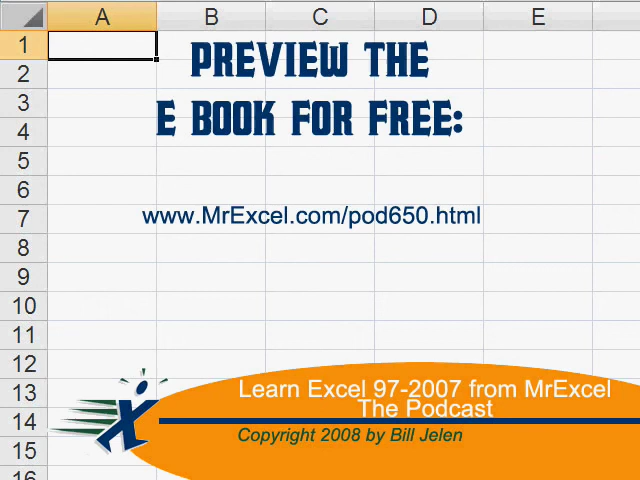 A B C D E
1
PREVIEW THE
2
3
E BOOK FOR FREE:
4
5
6
7
www.MrExcel.com/pod650.html
8
9
10
11
12
13
Learn Excel 97-2007 from MrExcel
The Podcast
14
Copyright 2008 by Bill Jelen
15
16